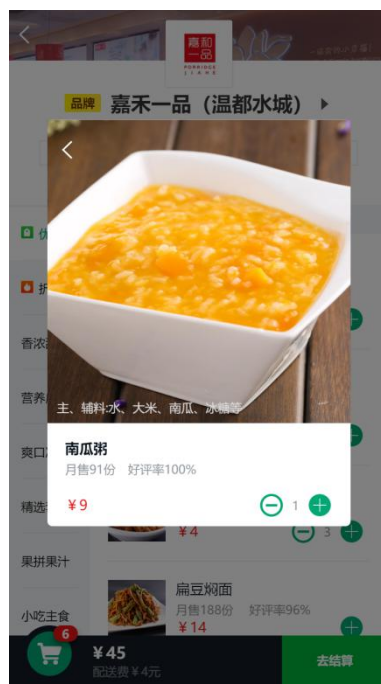 嘉和
一品
PORRIDGE
JIAHE
品牌 嘉禾一品（温都水城）
优
折
香浓
营养
爽口
精选
主、辅料:水、大米、南瓜、冰糖等
南瓜粥
月售91份 好评率100%
¥9
1
¥4
3
果拼果汁
扁豆焖面
月售188份 好评率96%
小吃主食
¥14
6
¥45
配送费¥4元
去结算